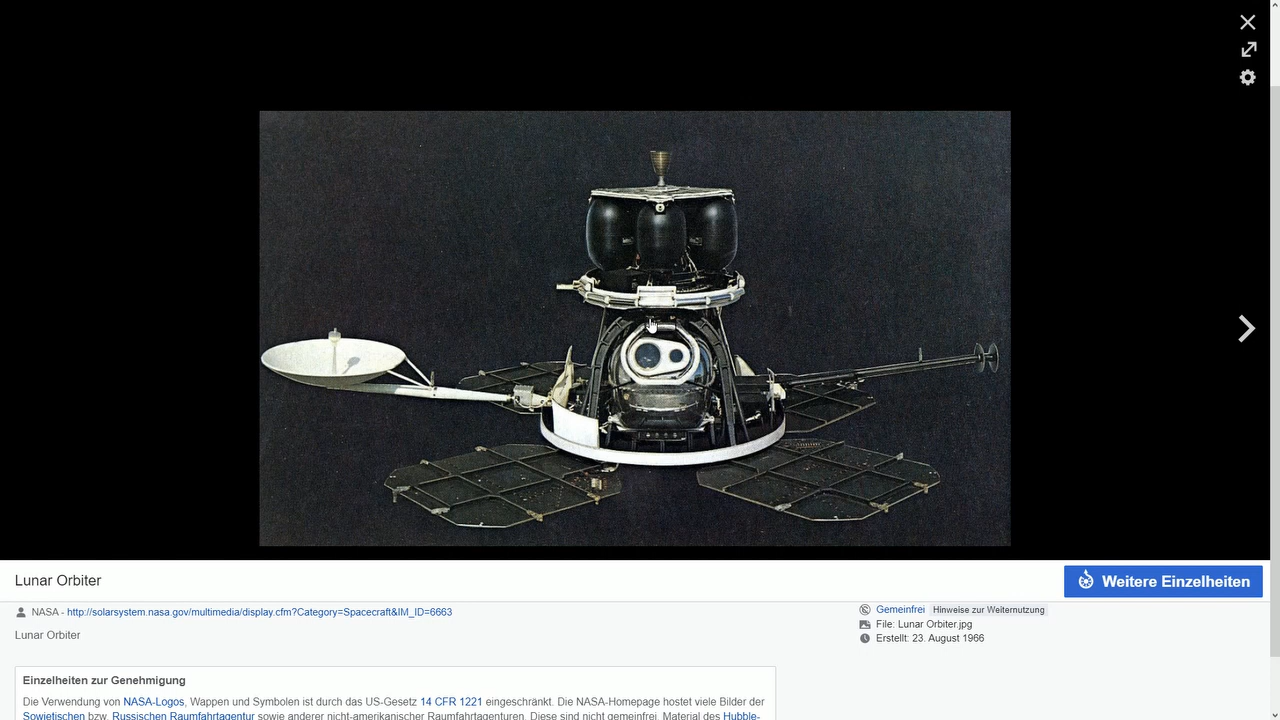 Lunar Orbiter
Weitere Einzelheiten
NASA - http://solarsystem.nasa.gov/multimedia/display.cfm?Category=Spacecraft&IM_ID=6663
Lunar Orbiter
Gemeinfrei Hinweise zur Weiternutzung
File: Lunar Orbiter.jpg
Erstellt: 23. August 1966
Einzelheiten zur Genehmigung
Die Verwendung von NASA-Logos, Wappen und Symbolen ist durch das US-Gesetz 14 CFR 1221 eingeschränkt. Die NASA-Homepage hostet viele Bilder der
Sowjetischen bzw. Russischen Raumfahrtagentur sowie anderer nicht-amerikanischer Raumfahrtagenturen. Diese sind nicht gemeinfrei. Material des Hubble-